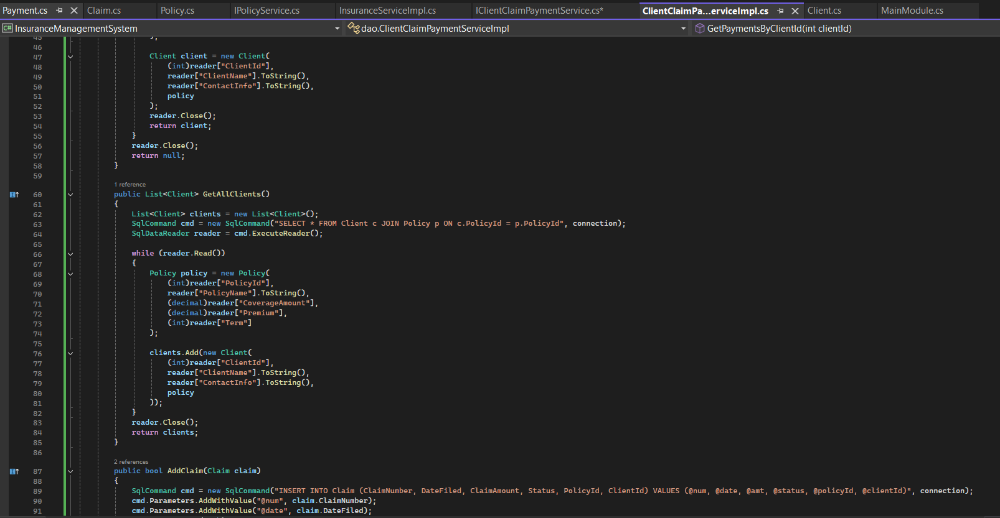 Payment.cs
Claim.cs
Policy.cs
IPolicyService.cs
InsuranceServiceImpl.cs
IClientClaimPaymentService.cs*
ClientClaimPa...erviceImpl.cs
Client.cs
MainModule.cs
C# InsuranceManagementSystem
dao.ClientClaimPaymentServiceImpl
GetPaymentsByClientId(int clientId)
45 );
46
47 Client client = new Client(
48 (int)reader["ClientId"],
49 reader["ClientName"].ToString(),
50 reader["ContactInfo"].ToString(),
51 policy
52 );
53 reader.Close();
54 return client;
55 }
56 reader.Close();
57 return null;
58 }
59
1 reference
60 public List<Client> GetAllClients()
61 {
62 List<Client> clients = new List<Client>();
63 SqlCommand cmd = new SqlCommand("SELECT * FROM Client c JOIN Policy p ON c.PolicyId = p.PolicyId", connection);
64 SqlDataReader reader = cmd.ExecuteReader();
65
66 while (reader.Read())
67 {
68 Policy policy = new Policy(
69 (int)reader["PolicyId"],
70 reader["PolicyName"].ToString(),
71 (decimal)reader["CoverageAmount"],
72 (decimal)reader["Premium"],
73 (int)reader["Term"]
74 );
75
76 clients.Add(new Client(
77 (int)reader["ClientId"],
78 reader["ClientName"].ToString(),
79 reader["ContactInfo"].ToString(),
80 policy
81 ));
82 }
83 reader.Close();
84 return clients;
85 }
86
2 references
87 public bool AddClaim(Claim claim)
88 {
89 SqlCommand cmd = new SqlCommand("INSERT INTO Claim (ClaimNumber, DateFiled, ClaimAmount, Status, PolicyId, ClientId) VALUES (@num, @date, @amt, @status, @policyId, @clientId)", connection);
90 cmd.Parameters.AddWithValue("@num", claim.ClaimNumber);
91 cmd.Parameters.AddWithValue("@date", claim.DateFiled);